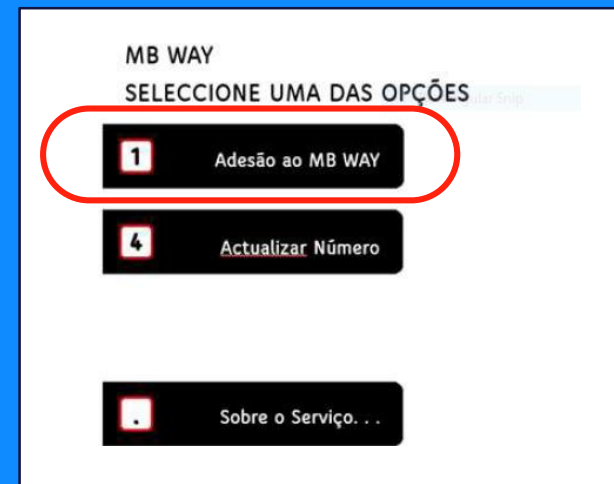 MB WAY
SELECCIONE UMA DAS OPÇÕES
1 Adesão ao MB WAY
4 Actualizar Número
. Sobre o Serviço. . .